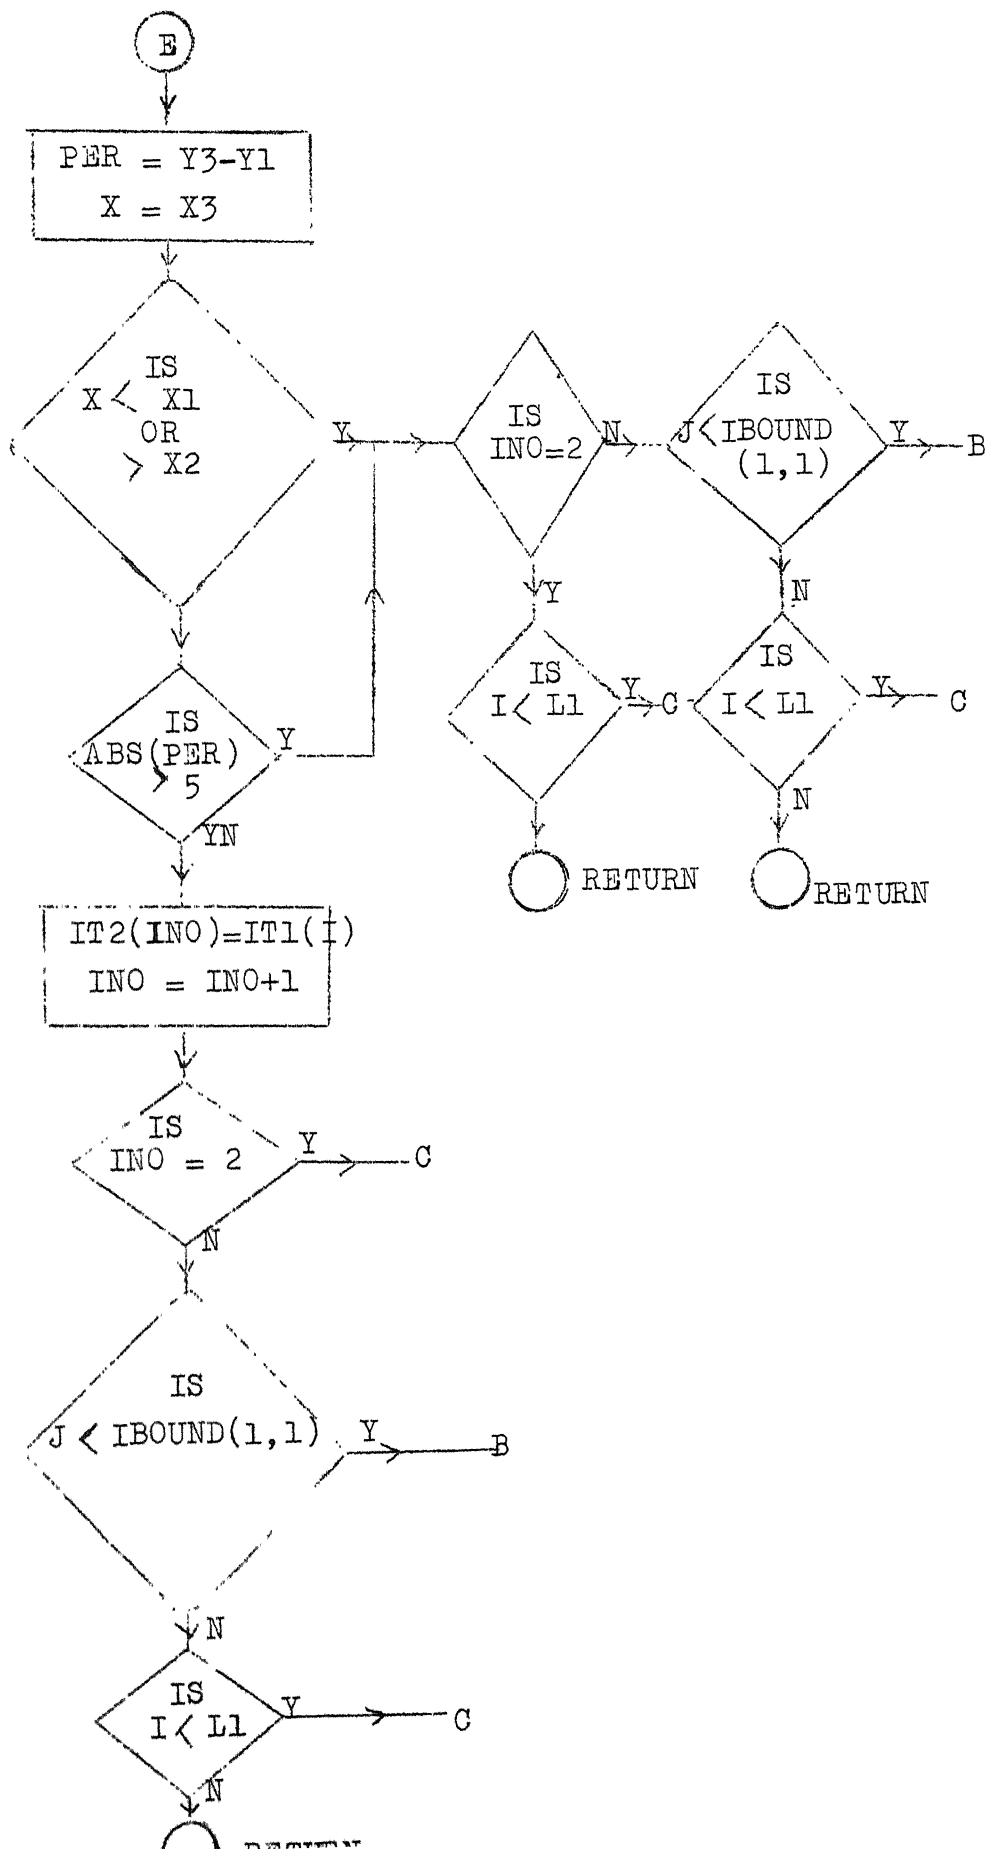 E
PER = Y3-Y1
X = X3
IS
X < X1
OR
> X2
Y
IS
INO=2
N
IS
J<IBOUND
(1,1)
Y
B
Y
N
IS
I< L1
Y
C
IS
I< L1
Y
C
IS
ABS(PER)
> 5
Y
YN
N
RETURN
RETURN
IT2(INO)=IT1(I)
INO = INO+1
IS
INO = 2
Y
C
N
IS
J < IBOUND(1,1)
Y
B
N
IS
I< L1
Y
C
N
RETURN